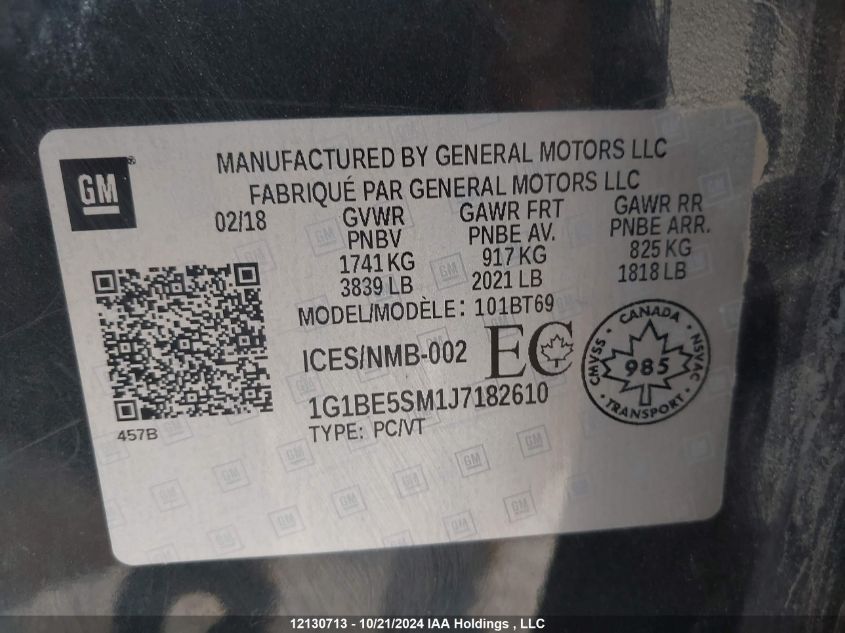 GM
MANUFACTURED BY GENERAL MOTORS LLC
FABRIQUÉ PAR GENERAL MOTORS LLC
02/18 GVWR GAWR FRT GAWR RR
PNBV PNBE AV. PNBE ARR.
1741 KG 917 KG 825 KG
3839 LB 2021 LB 1818 LB
MODEL/MODÈLE: 101BT69
ICES/NMB-002 EC
CANADA
CMVSS 985 NSVAC
TRANSPORT
1G1BE5SM1J7182610
457B TYPE: PC/VT
12130713 - 10/21/2024 IAA Holdings , LLC